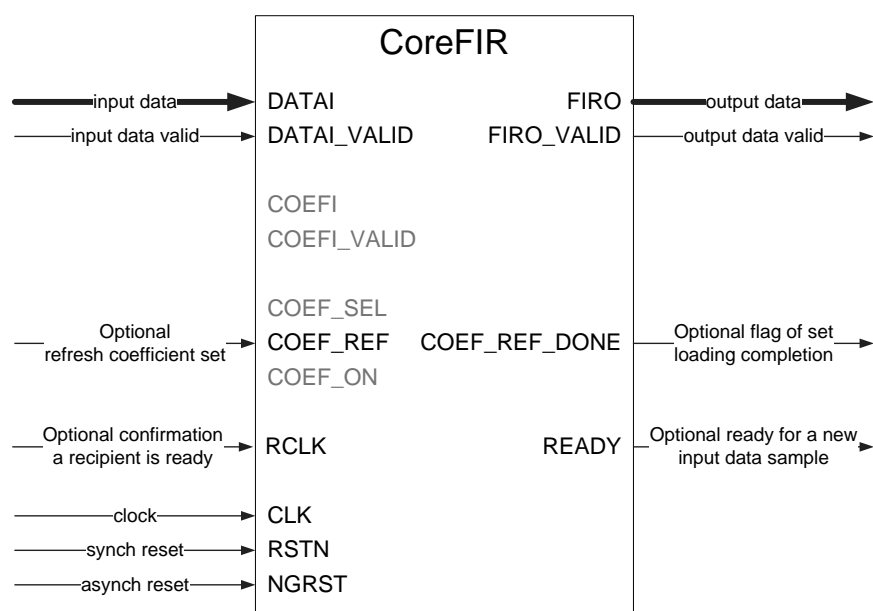 CoreFIR
input data DATAI FIRO output data
input data valid DATAI_VALID FIRO_VALID output data valid
COEFI
COEFI_VALID
COEF_SEL
Optional
refresh coefficient set
COEF_REF COEF_REF_DONE
Optional flag of set
loading completion
COEF_ON
Optional confirmation
a recipient is ready
RCLK READY
Optional ready for a new
input data sample
clock CLK
synch reset RSTN
asynch reset NGRST